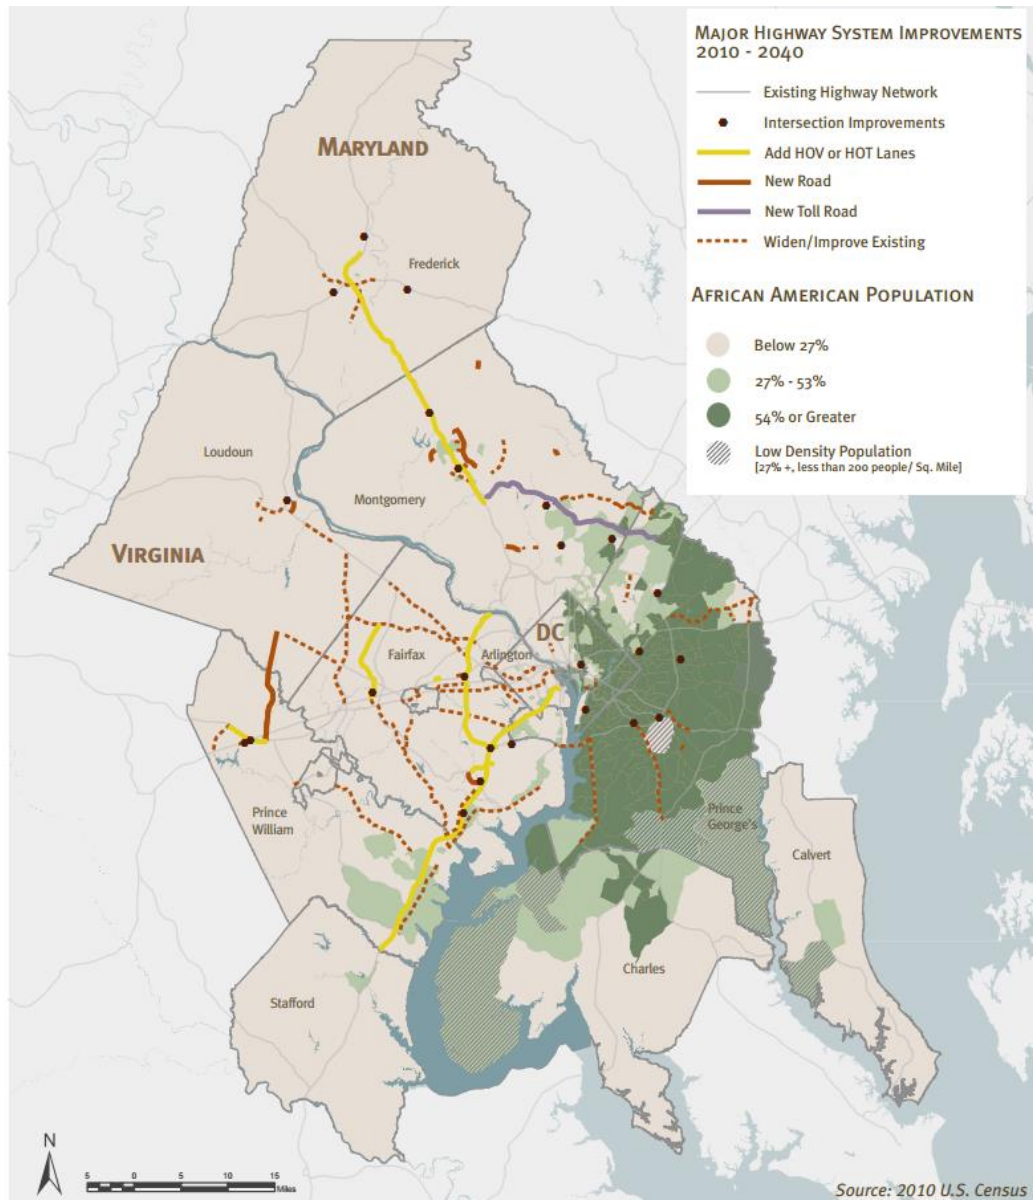 MAJOR HIGHWAY SYSTEM IMPROVEMENTS
2010 - 2040
Existing Highway Network
Intersection Improvements
Add HOV or HOT Lanes
New Road
New Toll Road
Widen/Improve Existing
AFRICAN AMERICAN POPULATION
Below 27%
27% - 53%
54% or Greater
Low Density Population
[27% +, less than 200 people/ Sq. Mile]
MARYLAND
Frederick
Loudoun
Montgomery
VIRGINIA
DC
Fairfax
Arlington
Prince
William
Prince
George's
Calvert
Charles
Stafford
N
5 0 5 10 15
Miles
Source: 2010 U.S. Census